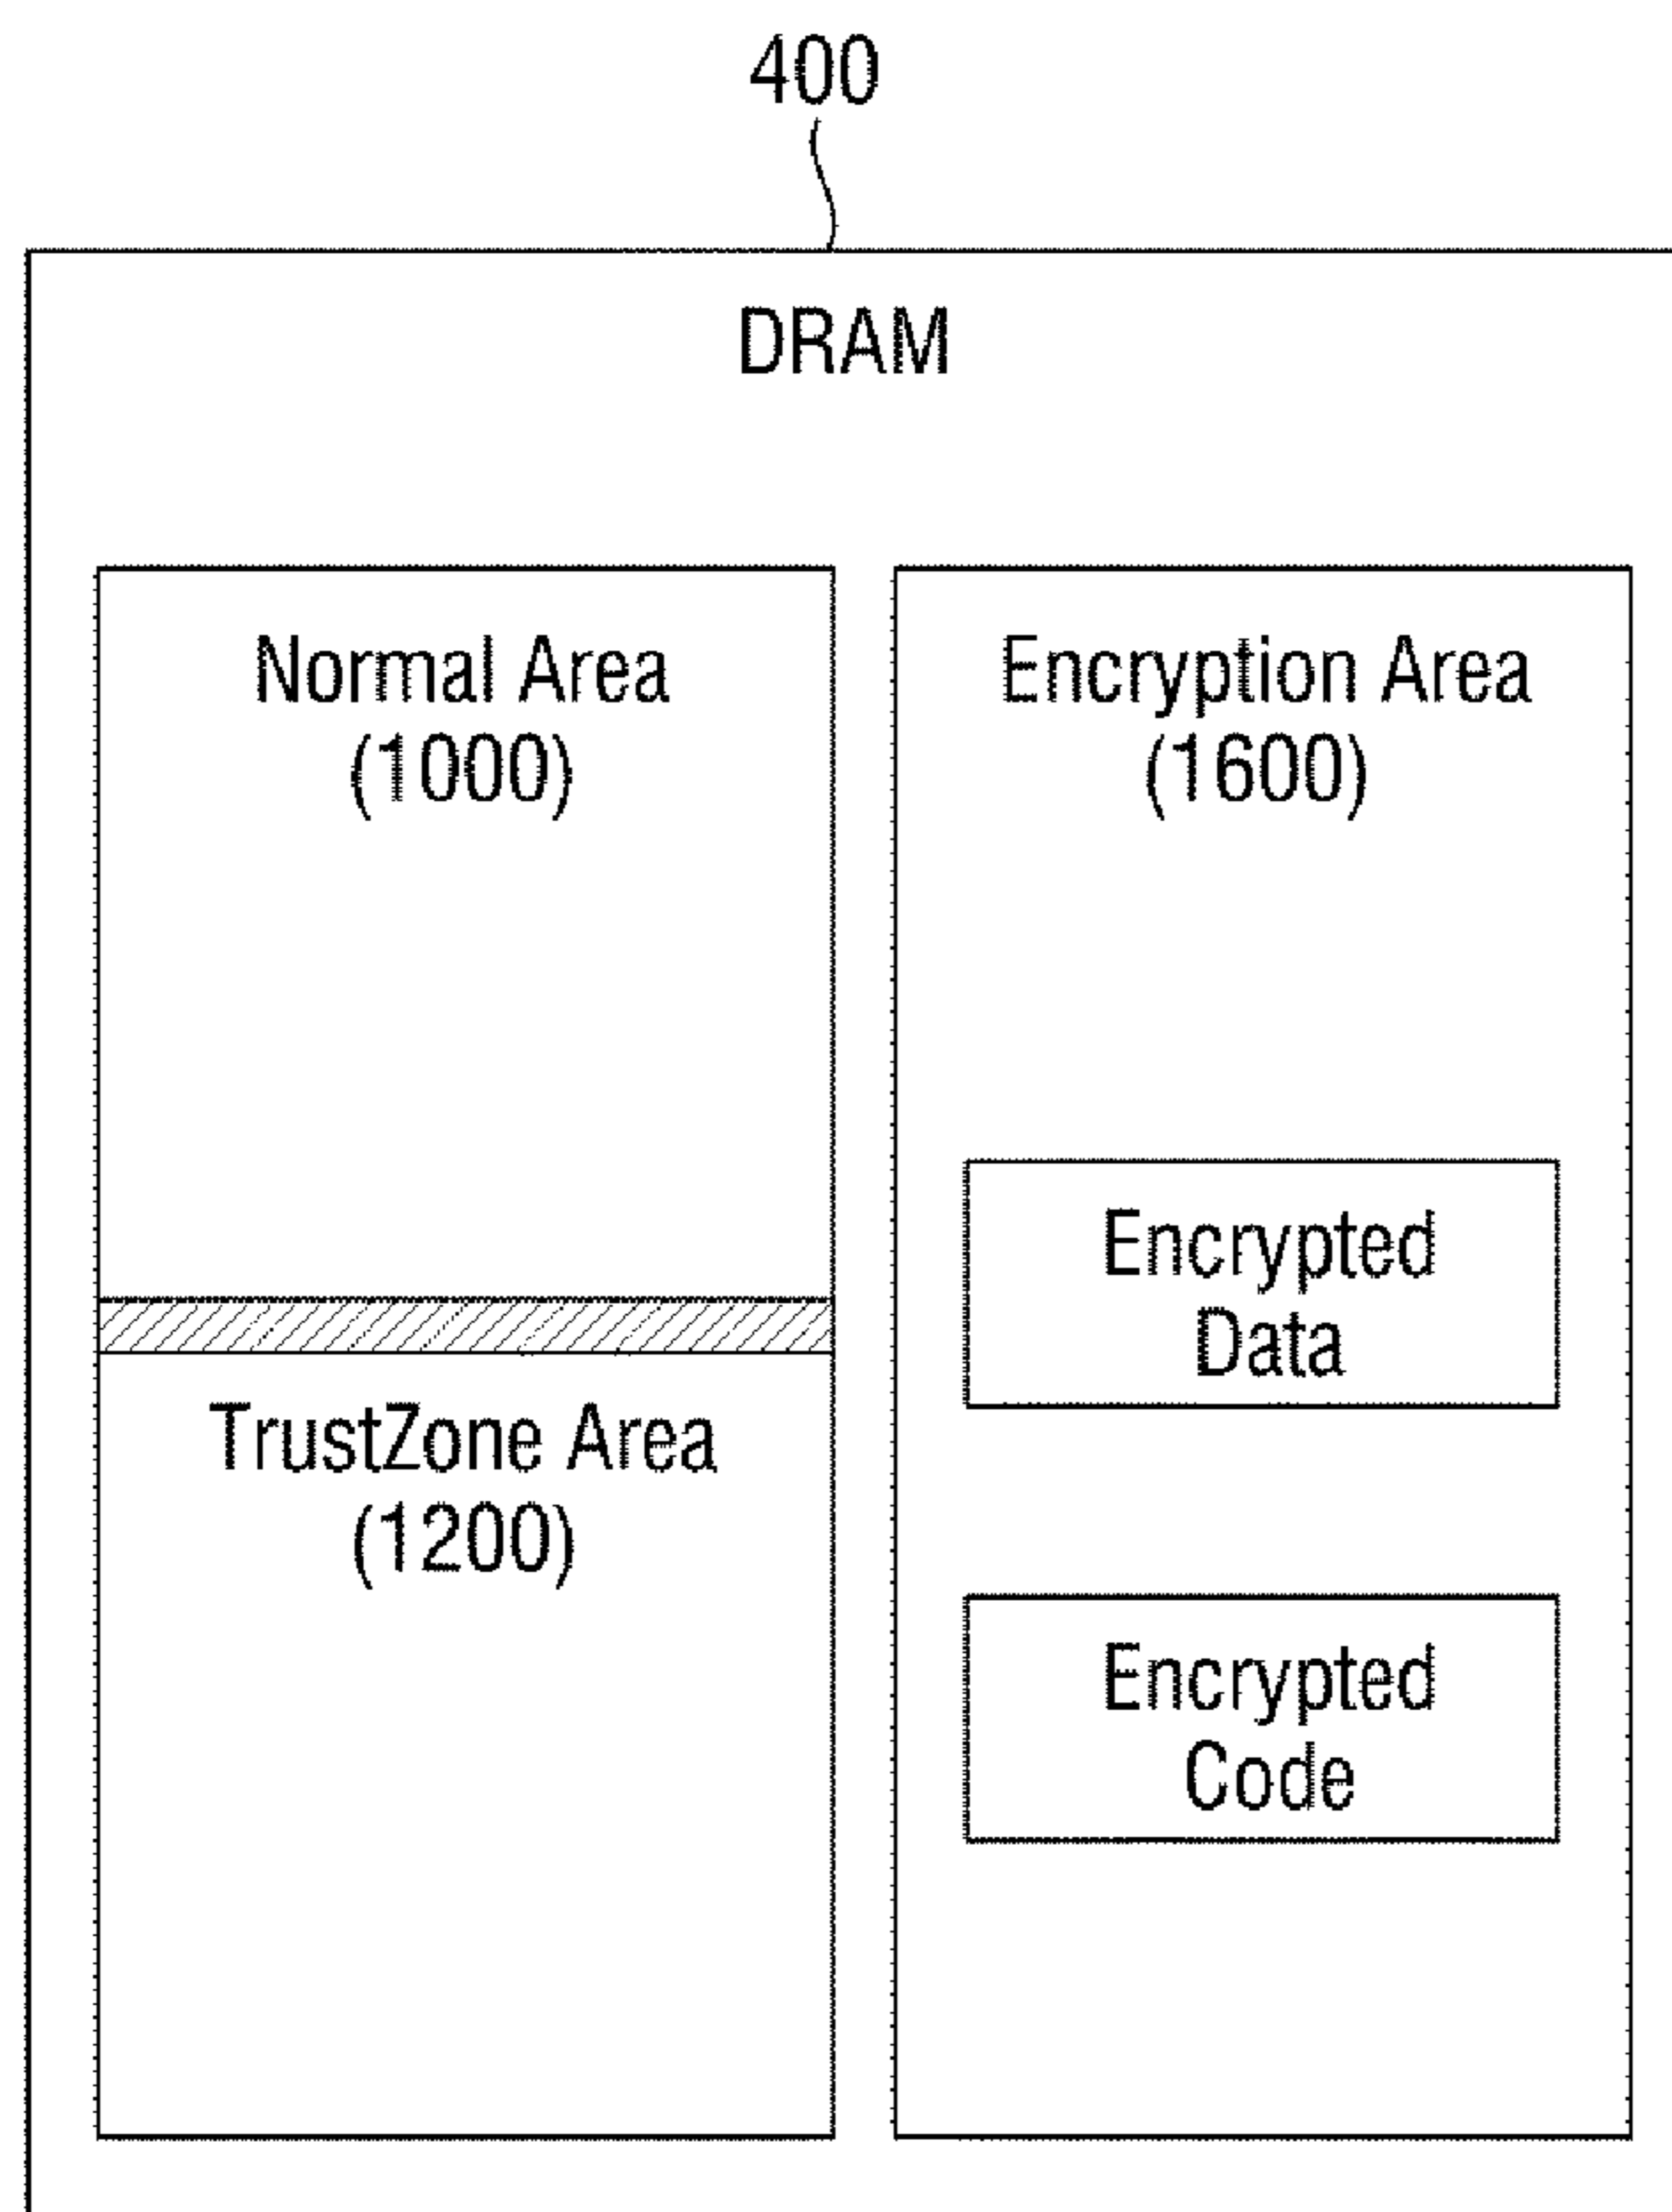 400
DRAM
Normal Area
(1000)
TrustZone Area
(1200)
Encryption Area
(1600)
Encrypted
Data
Encrypted
Code